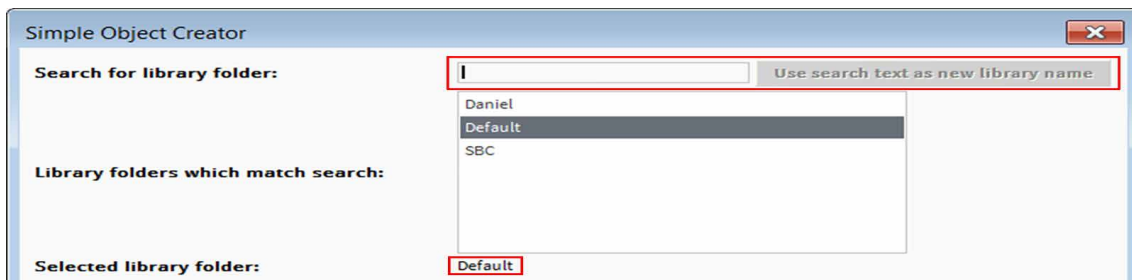 Simple Object Creator
Search for library folder:
Use search text as new library name
Daniel
Default
SBC
Library folders which match search:
Selected library folder: Default